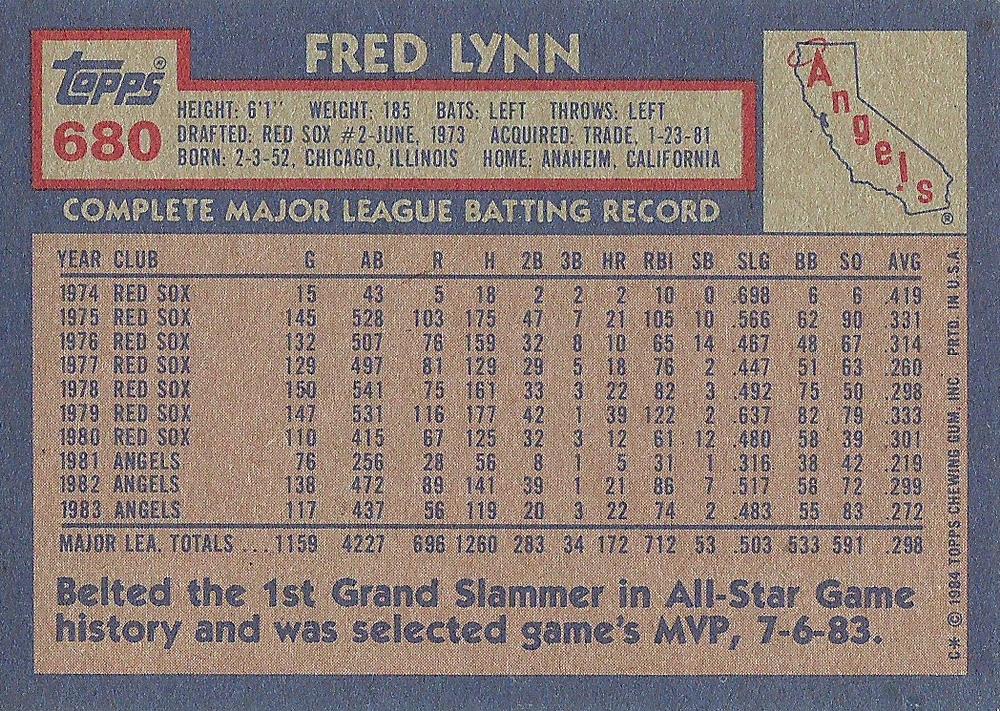 topps®
680
FRED LYNN
HEIGHT: 6'1" WEIGHT: 185 BATS: LEFT THROWS: LEFT
DRAFTED: RED SOX #2-JUNE, 1973 ACQUIRED: TRADE, 1-23-81
BORN: 2-3-52, CHICAGO, ILLINOIS HOME: ANAHEIM, CALIFORNIA
Angels ®
COMPLETE MAJOR LEAGUE BATTING RECORD
YEAR CLUB G AB R H 2B 3B HR RBI SB SLG BB SO AVG
1974 RED SOX 15 43 5 18 2 2 2 10 0 .698 6 6 .419
1975 RED SOX 145 528 103 175 47 7 21 105 10 .566 62 90 .331
1976 RED SOX 132 507 76 159 32 8 10 65 14 .467 48 67 .314
1977 RED SOX 129 497 81 129 29 5 18 76 2 .447 51 63 .260
1978 RED SOX 150 541 75 161 33 3 22 82 3 .492 75 50 .298
1979 RED SOX 147 531 116 177 42 1 39 122 2 .637 82 79 .333
1980 RED SOX 110 415 67 125 32 3 12 61 12 .480 58 39 .301
1981 ANGELS 76 256 28 56 8 1 5 31 1 .316 38 42 .219
1982 ANGELS 138 472 89 141 39 1 21 86 7 .517 58 72 .299
1983 ANGELS 117 437 56 119 20 3 22 74 2 .483 55 83 .272
MAJOR LEA. TOTALS ... 1159 4227 696 1260 283 34 172 712 53 .503 533 591 .298
Belted the 1st Grand Slammer in All-Star Game
history and was selected game's MVP, 7-6-83.
C* © 1984 TOPPS CHEWING GUM, INC. PRTD. IN U.S.A.